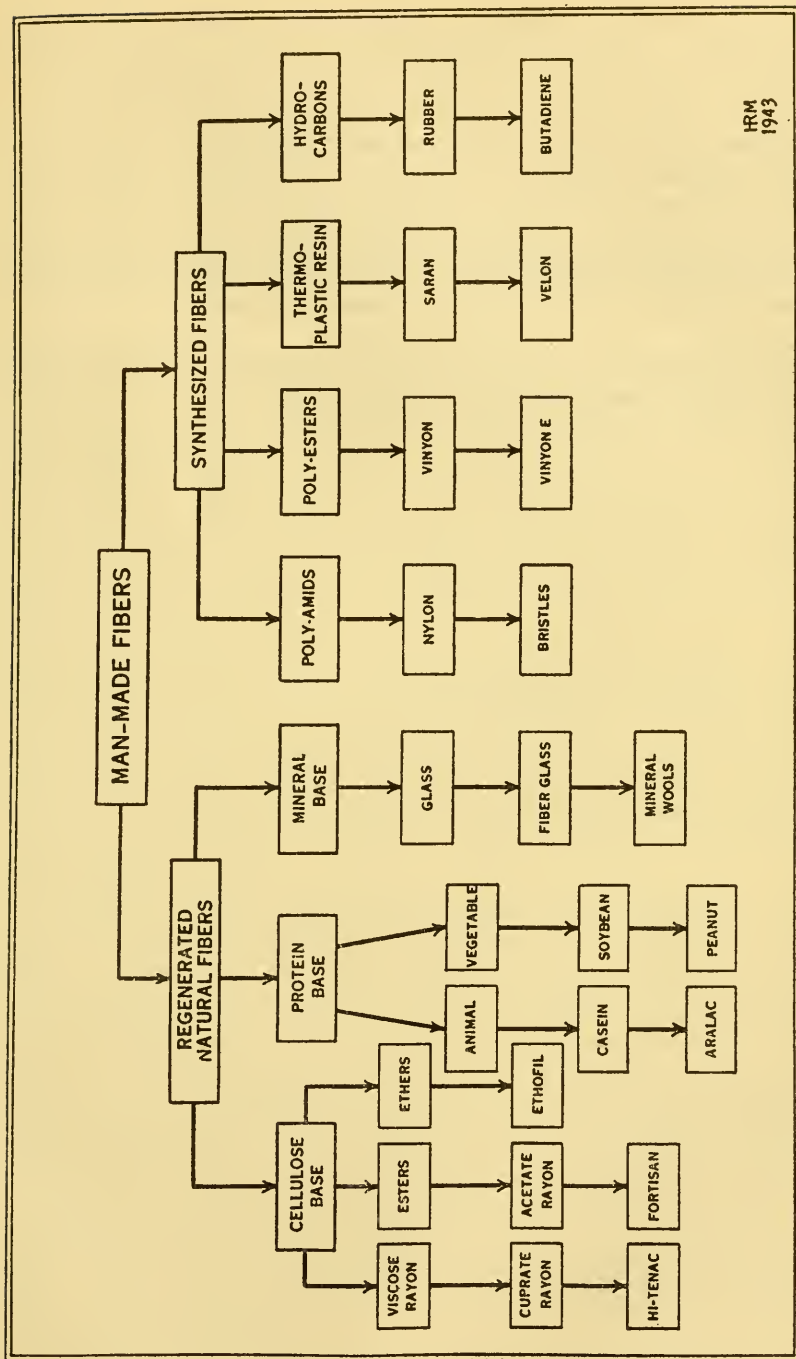 MAN-MADE FIBERS
REGENERATED
NATURAL FIBERS
SYNTHESIZED FIBERS
CELLULOSE
BASE
PROTEIN
BASE
MINERAL
BASE
POLY-AMIDS
POLY-ESTERS
THERMO-
PLASTIC RESIN
HYDRO-
CARBONS
VISCOSE
RAYON
ESTERS
ETHERS
ANIMAL
VEGETABLE
GLASS
NYLON
VINYON
SARAN
RUBBER
CUPRATE
RAYON
ACETATE
RAYON
ETHOFIL
CASEIN
SOYBEAN
FIBER GLASS
BRISTLES
VINYON E
VELON
BUTADIENE
HI-TENAC
FORTISAN
ARALAC
PEANUT
MINERAL
WOOLS
HRM
1943